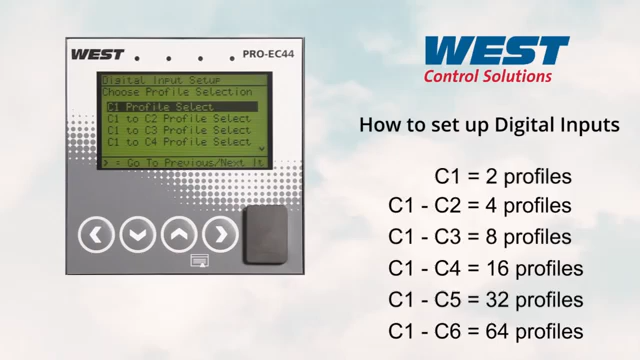 WEST
PRO-EC44
Digital Input Setup
Choose Profile Selection
C1 Profile Select
C1 to C2 Profile Select
C1 to C3 Profile Select
C1 to C4 Profile Select
= Go To Previous/Next
WEST
Control Solutions
How to set up Digital Inputs
C1 = 2 profiles
C1 - C2 = 4 profiles
C1 - C3 = 8 profiles
C1 - C4 = 16 profiles
C1 - C5 = 32 profiles
C1 - C6 = 64 profiles